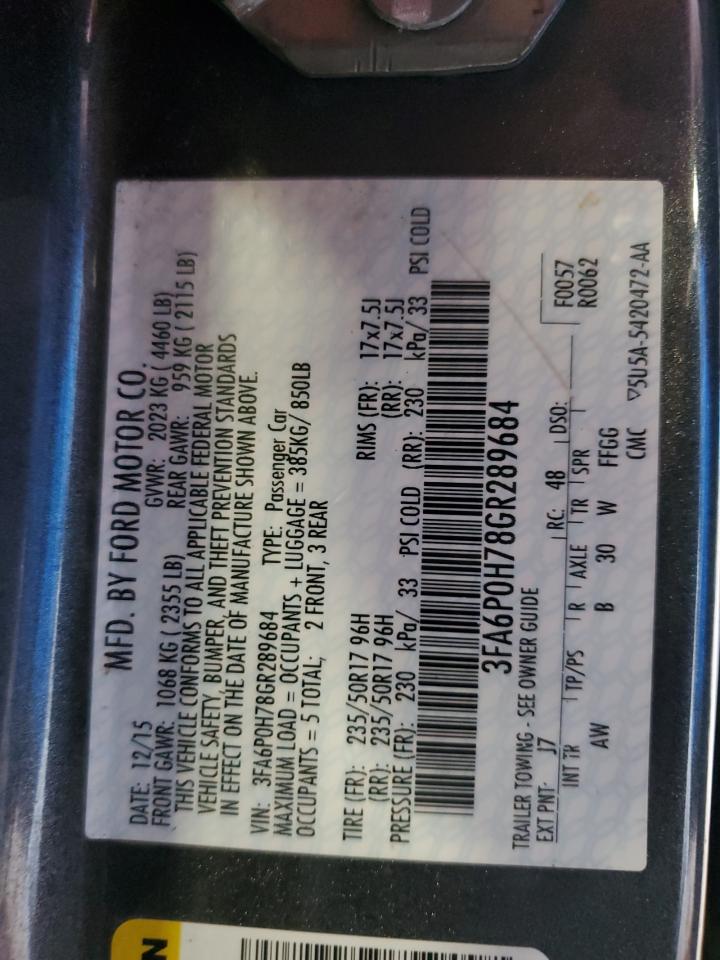 MFD. BY FORD MOTOR CO.
DATE: 12/15 GVWR: 2023 KG ( 4460 LB)
FRONT GAWR: 1068 KG ( 2355 LB) REAR GAWR: 959 KG ( 2115 LB)
THIS VEHICLE CONFORMS TO ALL APPLICABLE FEDERAL MOTOR
VEHICLE SAFETY, BUMPER, AND THEFT PREVENTION STANDARDS
IN EFFECT ON THE DATE OF MANUFACTURE SHOWN ABOVE.
VIN: 3FA6P0H78GR289684 TYPE: Passenger Car
MAXIMUM LOAD = OCCUPANTS + LUGGAGE = 385KG/ 850LB
OCCUPANTS = 5 TOTAL; 2 FRONT, 3 REAR
TIRE (FR): 235/50R17 96H RIMS (FR): 17x7.5J
(RR): 235/50R17 96H (RR): 17x7.5J
PRESSURE (FR): 230 kPa/ 33 PSI COLD (RR): 230 kPa/ 33 PSI COLD
3FA6P0H78GR289684
TRAILER TOWING - SEE OWNER GUIDE
EXT PNT: J7 RC: 48 DSO: F0057
INT TR TP/PS R AXLE TR SPR R0062
AW B 30 W FFGG
CMC ▽5U5A-5420472-AA
N